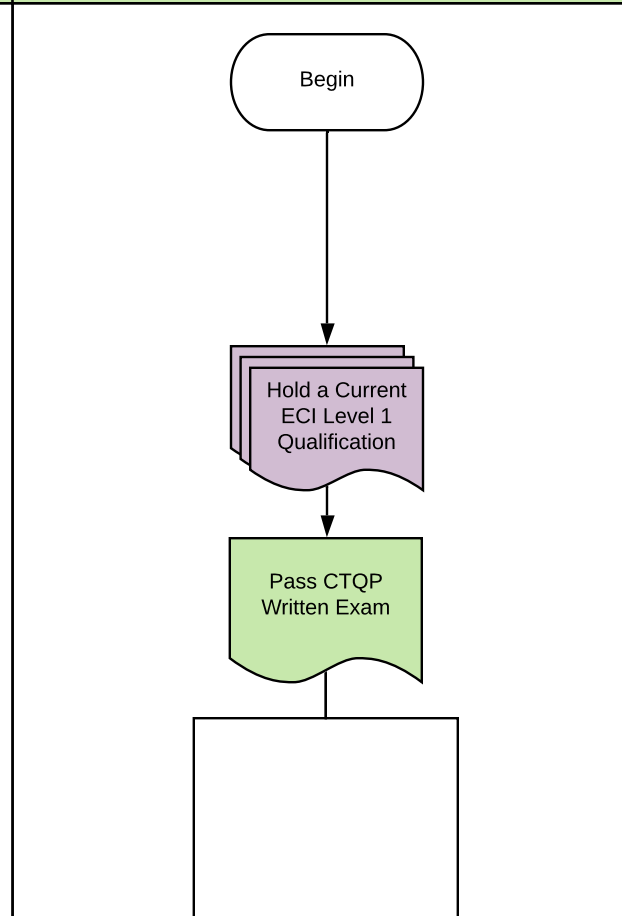 Begin
Hold a Current
ECI Level 1
Qualification
Pass CTQP
Written Exam